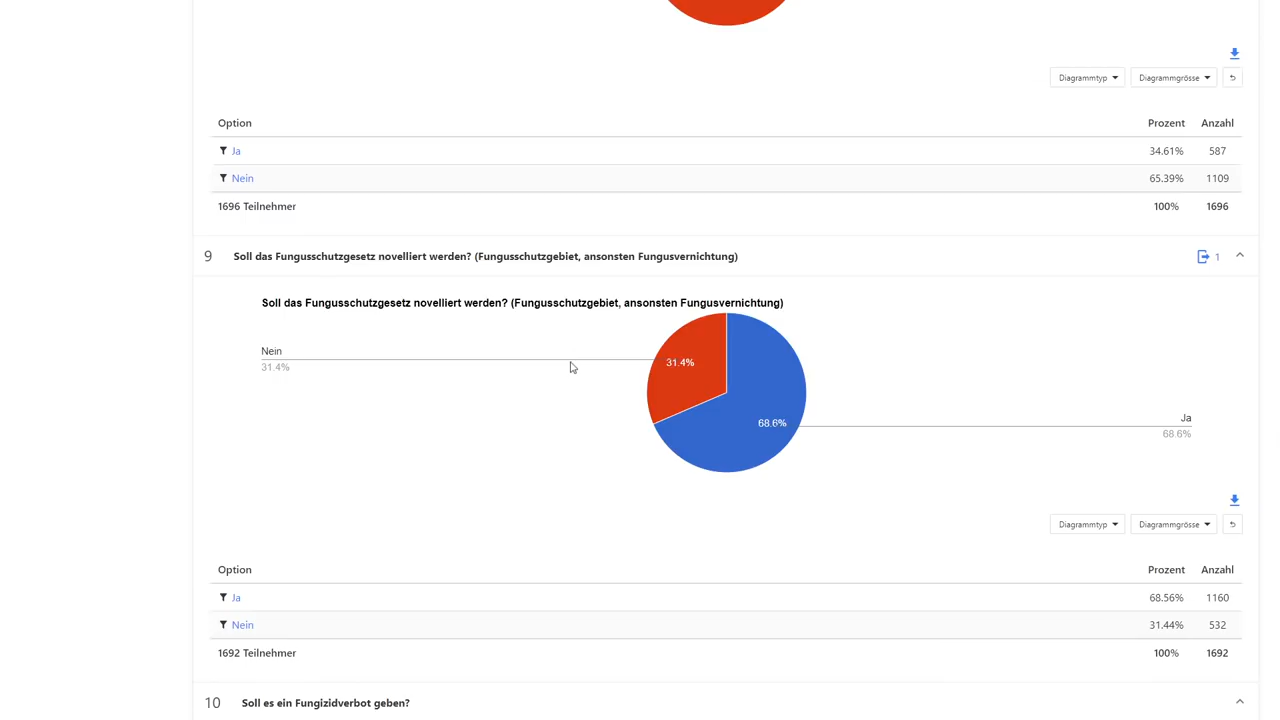 Diagrammtyp Diagrammgrösse
Option Prozent Anzahl
Ja 34.61% 587
Nein 65.39% 1109
1696 Teilnehmer 100% 1696
9 Soll das Fungusschutzgesetz novelliert werden? (Fungusschutzgebiet, ansonsten Fungusvernichtung) 1
Soll das Fungusschutzgesetz novelliert werden? (Fungusschutzgebiet, ansonsten Fungusvernichtung)
Nein
31.4%
31.4%
68.6%
Ja
68.6%
Diagrammtyp Diagrammgrösse
Option Prozent Anzahl
Ja 68.56% 1160
Nein 31.44% 532
1692 Teilnehmer 100% 1692
10 Soll es ein Fungizidverbot geben?